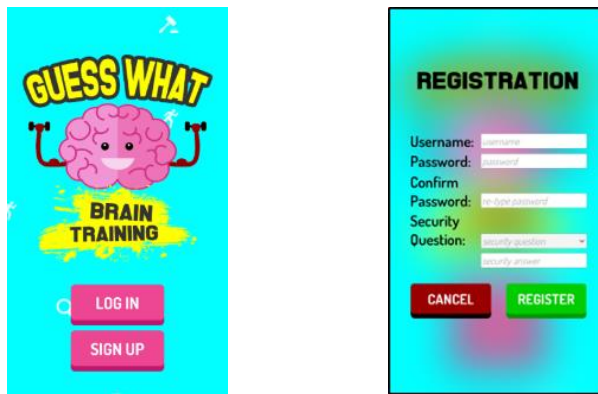 GUESS WHAT
BRAIN
TRAINING
LOG IN
SIGN UP
REGISTRATION
Username: username
Password: password
Confirm
Password: re-type password
Security
Question: security question
security answer
CANCEL REGISTER